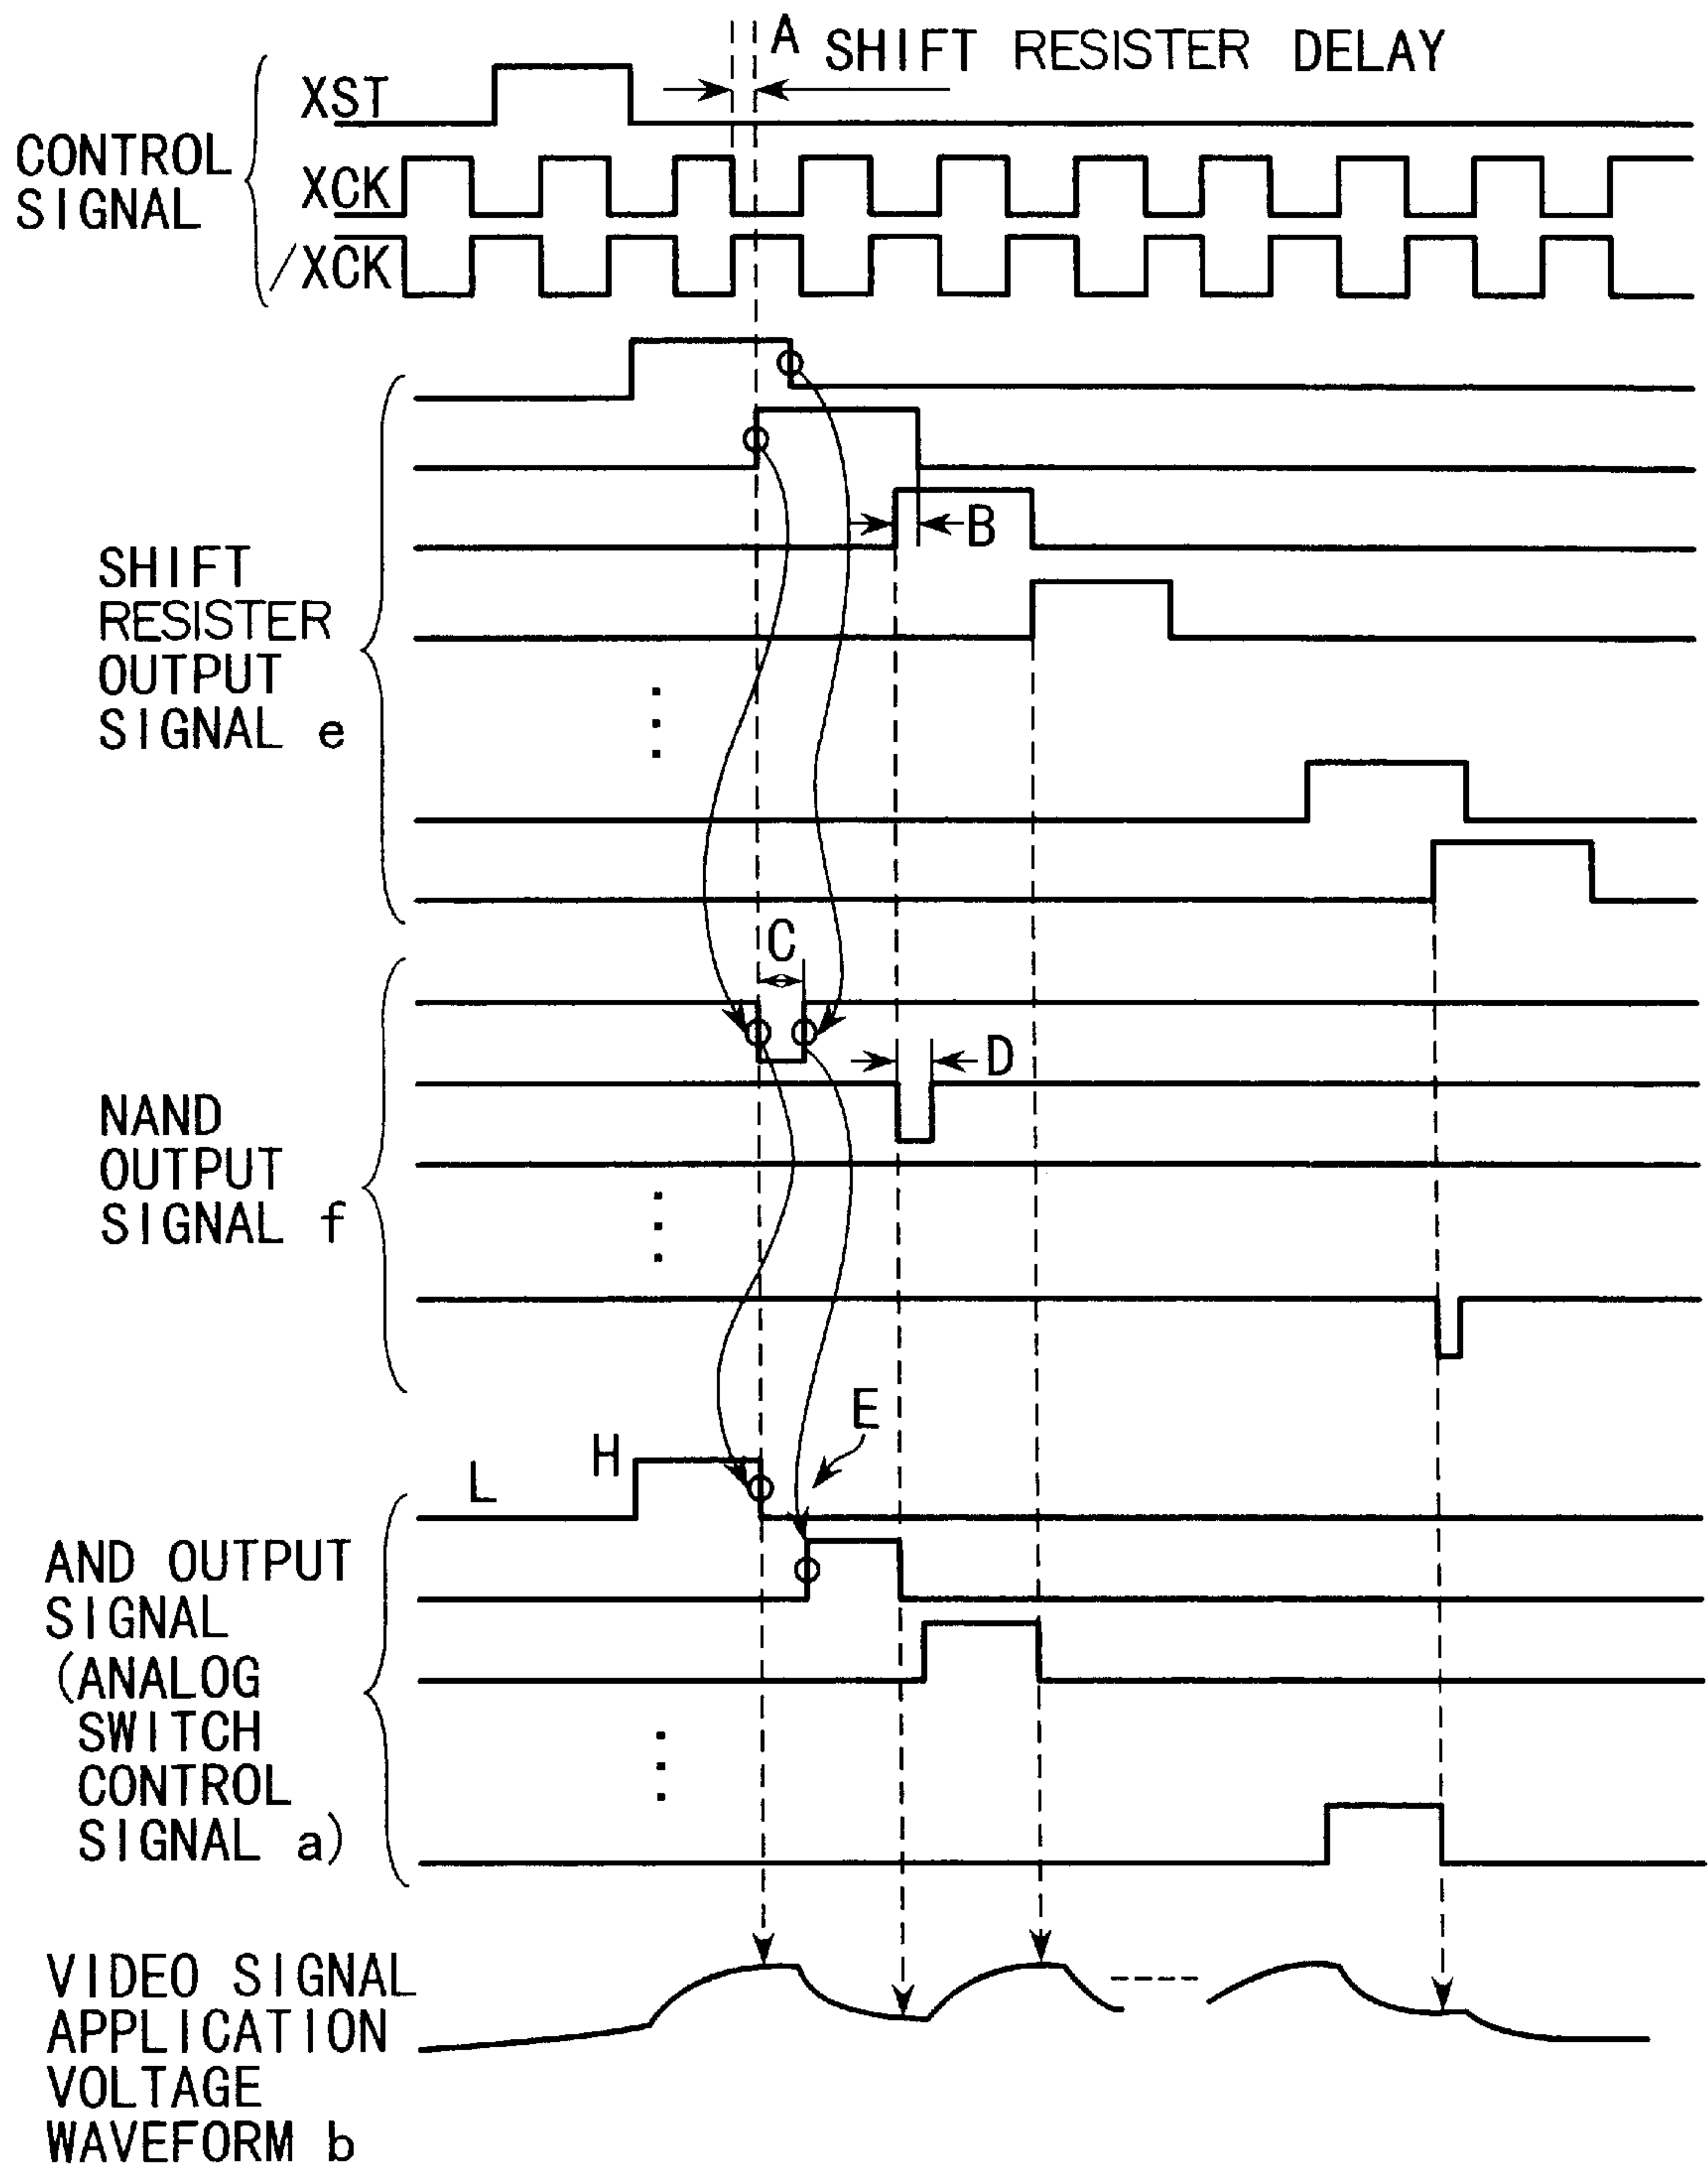 A SHIFT RESISTER DELAY
XST
CONTROL
SIGNAL
XCK
/XCK
B
SHIFT
RESISTER
OUTPUT
SIGNAL e
C
D
NAND
OUTPUT
SIGNAL f
E
H
L
AND OUTPUT
SIGNAL
(ANALOG
SWITCH
CONTROL
SIGNAL a)
VIDEO SIGNAL
APPLICATION
VOLTAGE
WAVEFORM b